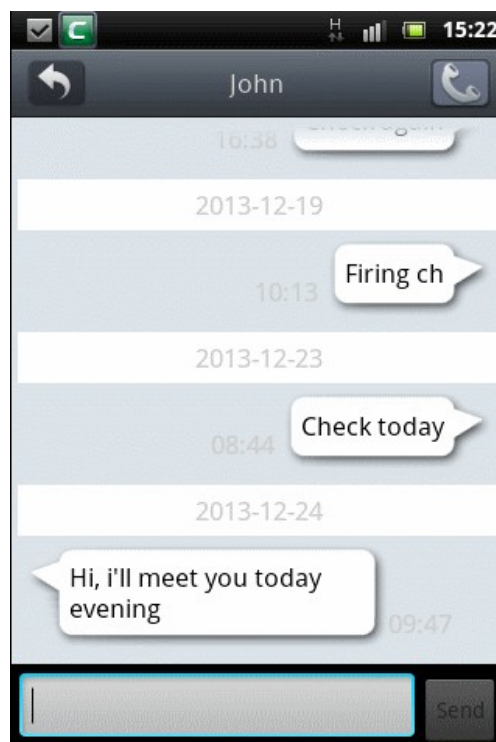 H
15:22
John
16:38
2013-12-19
Firing ch
10:13
2013-12-23
Check today
08:44
2013-12-24
Hi, i'll meet you today
evening
09:47
Send